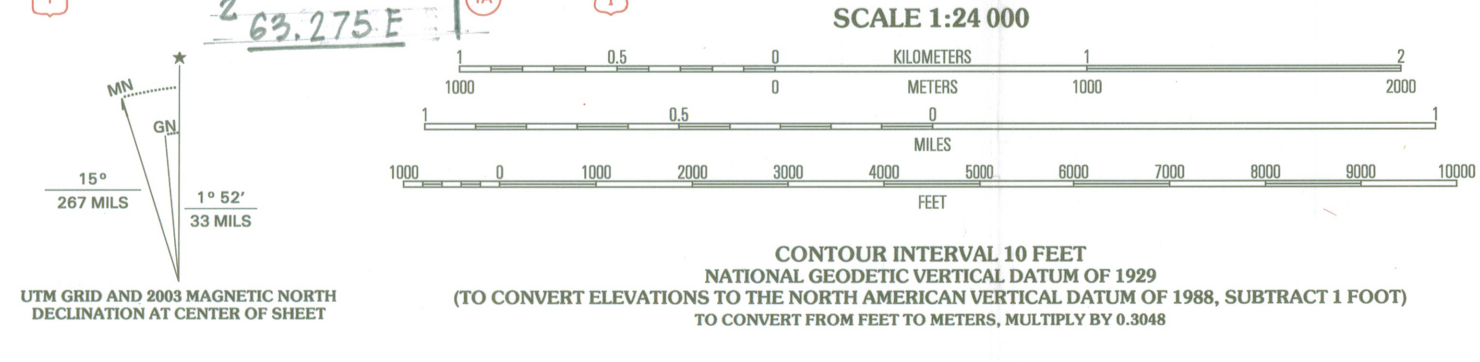 2
63.275 E
1A
1
SCALE 1:24 000
1 0.5 0 KILOMETERS 1 2
1000 0 METERS 1000 2000
1 0.5 0 1
MILES
1000 0 1000 2000 3000 4000 5000 6000 7000 8000 9000 10000
FEET
★
MN
GN
15°
267 MILS
1° 52′
33 MILS
UTM GRID AND 2003 MAGNETIC NORTH
DECLINATION AT CENTER OF SHEET
CONTOUR INTERVAL 10 FEET
NATIONAL GEODETIC VERTICAL DATUM OF 1929
(TO CONVERT ELEVATIONS TO THE NORTH AMERICAN VERTICAL DATUM OF 1988, SUBTRACT 1 FOOT)
TO CONVERT FROM FEET TO METERS, MULTIPLY BY 0.3048